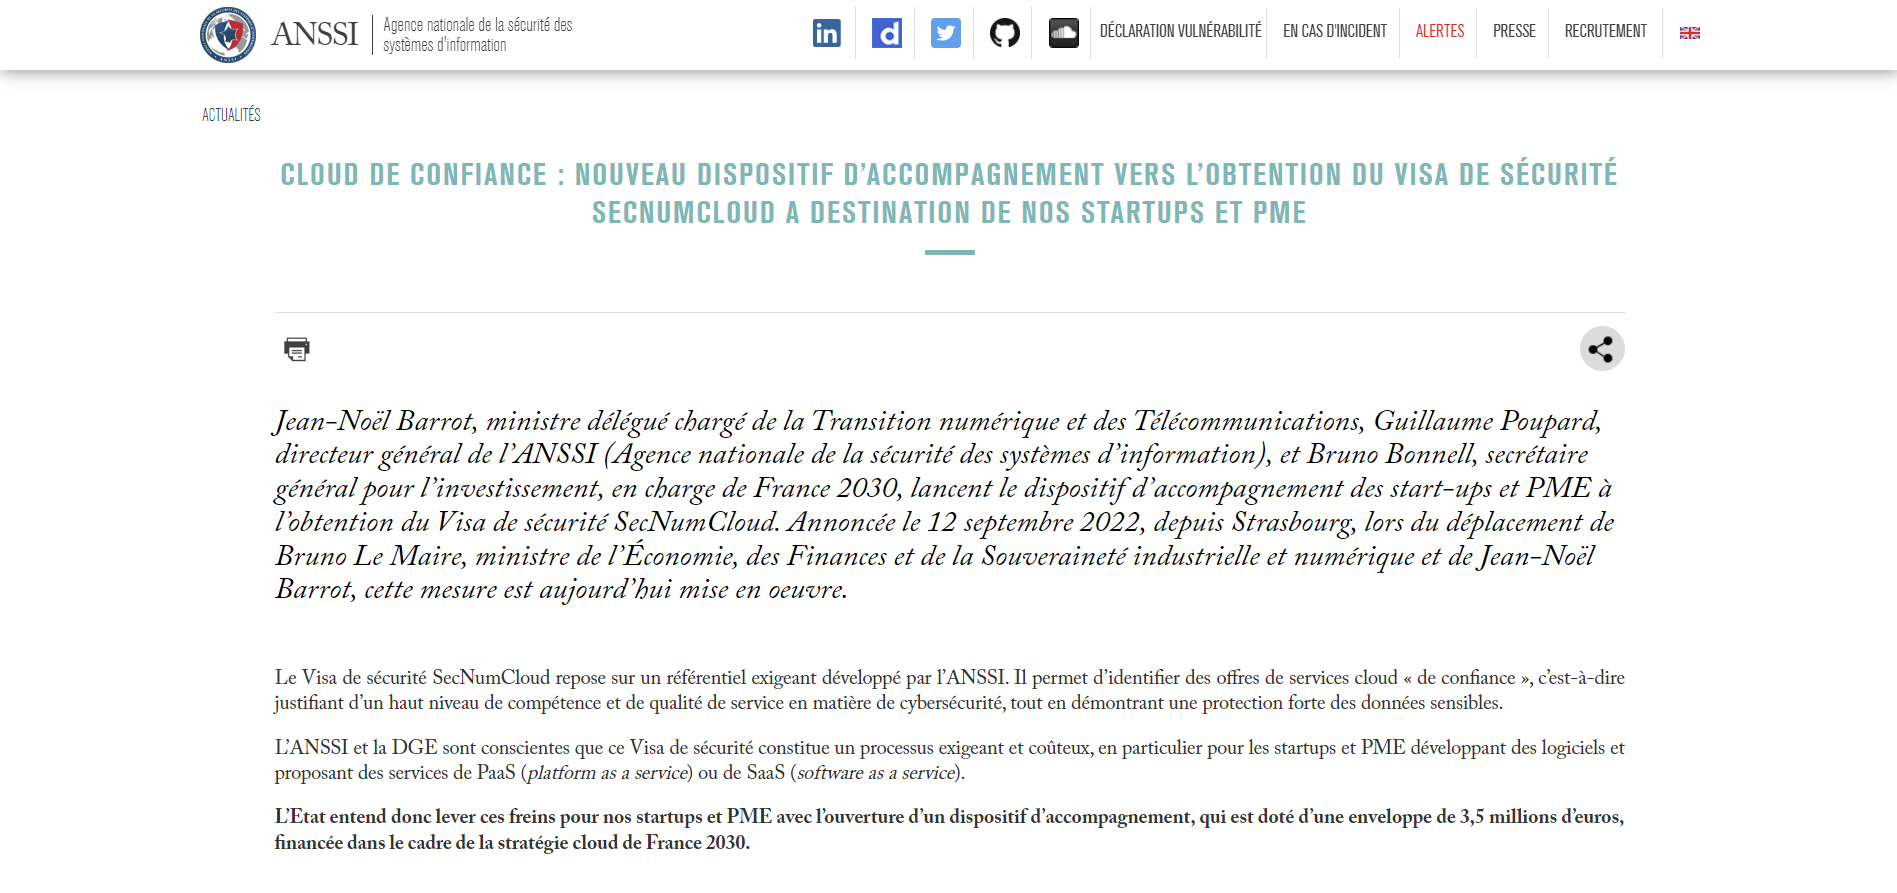 ANSSI
Agence nationale de la sécurité des
systèmes d'information
DÉCLARATION VULNÉRABILITÉ
EN CAS D'INCIDENT
ALERTES
PRESSE
RECRUTEMENT
ACTUALITÉS
CLOUD DE CONFIANCE : NOUVEAU DISPOSITIF D’ACCOMPAGNEMENT VERS L’OBTENTION DU VISA DE SÉCURITÉ
SECNUMCLOUD A DESTINATION DE NOS STARTUPS ET PME
Jean-Noël Barrot, ministre délégué chargé de la Transition numérique et des Télécommunications, Guillaume Poupard,
directeur général de l’ANSSI (Agence nationale de la sécurité des systèmes d’information), et Bruno Bonnell, secrétaire
général pour l’investissement, en charge de France 2030, lancent le dispositif d’accompagnement des start-ups et PME à
l’obtention du Visa de sécurité SecNumCloud. Annoncée le 12 septembre 2022, depuis Strasbourg, lors du déplacement de
Bruno Le Maire, ministre de l’Économie, des Finances et de la Souveraineté industrielle et numérique et de Jean-Noël
Barrot, cette mesure est aujourd’hui mise en oeuvre.
Le Visa de sécurité SecNumCloud repose sur un référentiel exigeant développé par l’ANSSI. Il permet d’identifier des offres de services cloud « de confiance », c’est-à-dire
justifiant d’un haut niveau de compétence et de qualité de service en matière de cybersécurité, tout en démontrant une protection forte des données sensibles.
L’ANSSI et la DGE sont conscientes que ce Visa de sécurité constitue un processus exigeant et coûteux, en particulier pour les startups et PME développant des logiciels et
proposant des services de PaaS (platform as a service) ou de SaaS (software as a service).
L’Etat entend donc lever ces freins pour nos startups et PME avec l’ouverture d’un dispositif d’accompagnement, qui est doté d’une enveloppe de 3,5 millions d’euros,
financée dans le cadre de la stratégie cloud de France 2030.